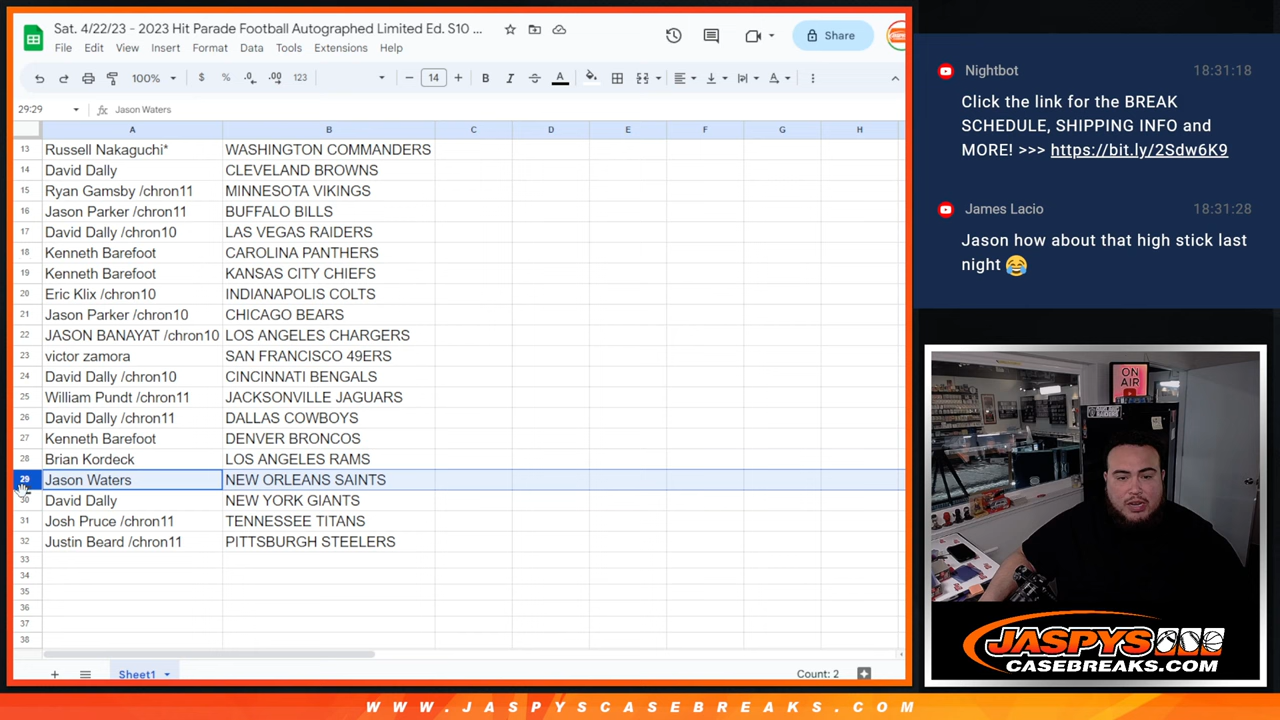 Sat. 4/22/23 - 2023 Hit Parade Football Autographed Limited Ed. S10 ...
File Edit View Insert Format Data Tools Extensions Help
Share
100% $ % .0 .00 123 14 B I A
29:29 fx Jason Waters
A B C D E F G H
13 Russell Nakaguchi* WASHINGTON COMMANDERS
14 David Dally CLEVELAND BROWNS
15 Ryan Gamsby /chron11 MINNESOTA VIKINGS
16 Jason Parker /chron11 BUFFALO BILLS
17 David Dally /chron10 LAS VEGAS RAIDERS
18 Kenneth Barefoot CAROLINA PANTHERS
19 Kenneth Barefoot KANSAS CITY CHIEFS
20 Eric Klix /chron10 INDIANAPOLIS COLTS
21 Jason Parker /chron10 CHICAGO BEARS
22 JASON BANAYAT /chron10 LOS ANGELES CHARGERS
23 victor zamora SAN FRANCISCO 49ERS
24 David Dally /chron10 CINCINNATI BENGALS
25 William Pundt /chron11 JACKSONVILLE JAGUARS
26 David Dally /chron11 DALLAS COWBOYS
27 Kenneth Barefoot DENVER BRONCOS
28 Brian Kordeck LOS ANGELES RAMS
29 Jason Waters NEW ORLEANS SAINTS
30 David Dally NEW YORK GIANTS
31 Josh Pruce /chron11 TENNESSEE TITANS
32 Justin Beard /chron11 PITTSBURGH STEELERS
33
34
35
36
37
38
Sheet1
Count: 2
Nightbot 18:31:18
Click the link for the BREAK
SCHEDULE, SHIPPING INFO and
MORE! >>> https://bit.ly/2Sdw6K9
James Lacio 18:31:28
Jason how about that high stick last
night 😂
ON
AIR
JASPYS
CASEBREAKS.COM
WWW.JASPYSCASEBREAKS.COM